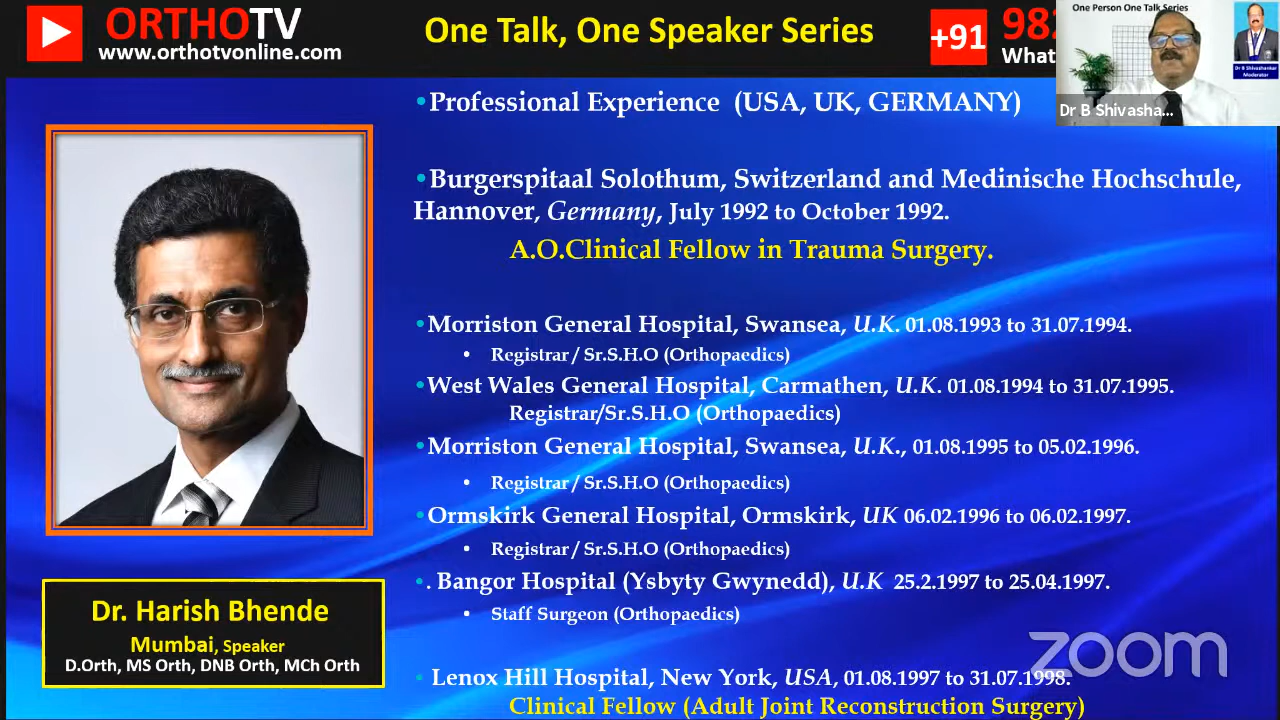 ORTHOTV
www.orthotvonline.com
One Talk, One Speaker Series
+91
One Person One Talk Series
Dr B Shivashankar
Moderator
Dr B Shivasha...
•Professional Experience (USA, UK, GERMANY)
•Burgerspitaal Solothum, Switzerland and Medinische Hochschule,
Hannover, Germany, July 1992 to October 1992.
A.O.Clinical Fellow in Trauma Surgery.
•Morriston General Hospital, Swansea, U.K. 01.08.1993 to 31.07.1994.
• Registrar / Sr.S.H.O (Orthopaedics)
•West Wales General Hospital, Carmathen, U.K. 01.08.1994 to 31.07.1995.
Registrar/Sr.S.H.O (Orthopaedics)
•Morriston General Hospital, Swansea, U.K., 01.08.1995 to 05.02.1996.
• Registrar / Sr.S.H.O (Orthopaedics)
•Ormskirk General Hospital, Ormskirk, UK 06.02.1996 to 06.02.1997.
• Registrar / Sr.S.H.O (Orthopaedics)
•. Bangor Hospital (Ysbyty Gwynedd), U.K 25.2.1997 to 25.04.1997.
• Staff Surgeon (Orthopaedics)
• Lenox Hill Hospital, New York, USA, 01.08.1997 to 31.07.1998.
Clinical Fellow (Adult Joint Reconstruction Surgery)
Dr. Harish Bhende
Mumbai, Speaker
D.Orth, MS Orth, DNB Orth, MCh Orth
zoom